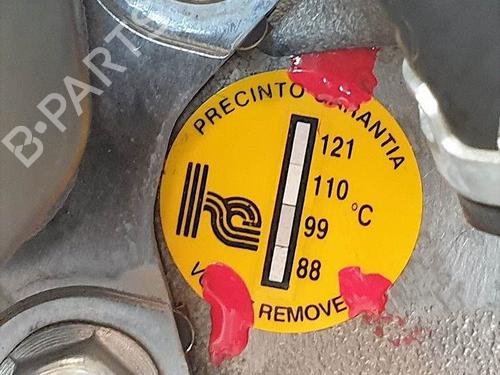 B-PARTS
PRECINTO GARANTIA
121
110
°C
99
88
REMOVE